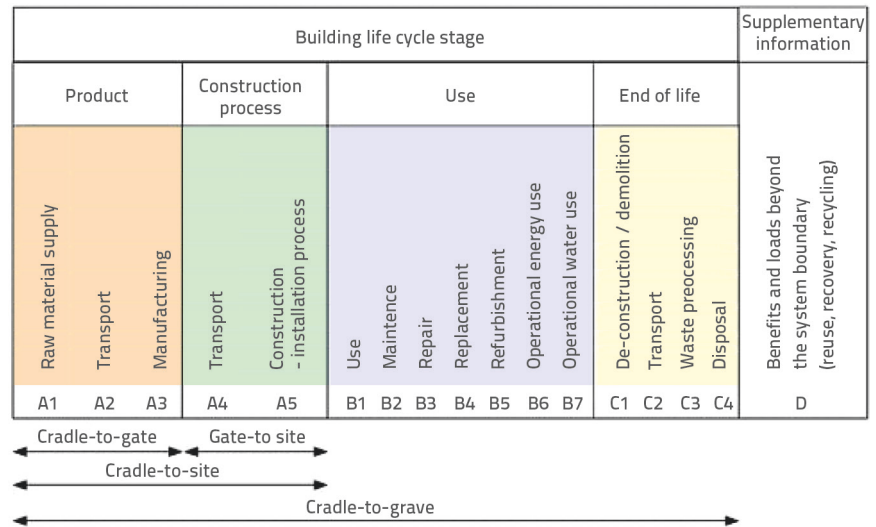 Building life cycle stage
Supplementary
information
Product
Construction
process
Use
End of life
Raw material supply
Transport
Manufacturing
Transport
Construction
- installation process
Use
Maintence
Repair
Replacement
Refurbishment
Operational energy use
Operational water use
De-construction / demolition
Transport
Waste preocessing
Disposal
Benefits and loads beyond
the system boundary
(reuse, recovery, recycling)
A1 A2 A3 A4 A5 B1 B2 B3 B4 B5 B6 B7 C1 C2 C3 C4 D
Cradle-to-gate
Gate-to site
Cradle-to-site
Cradle-to-grave